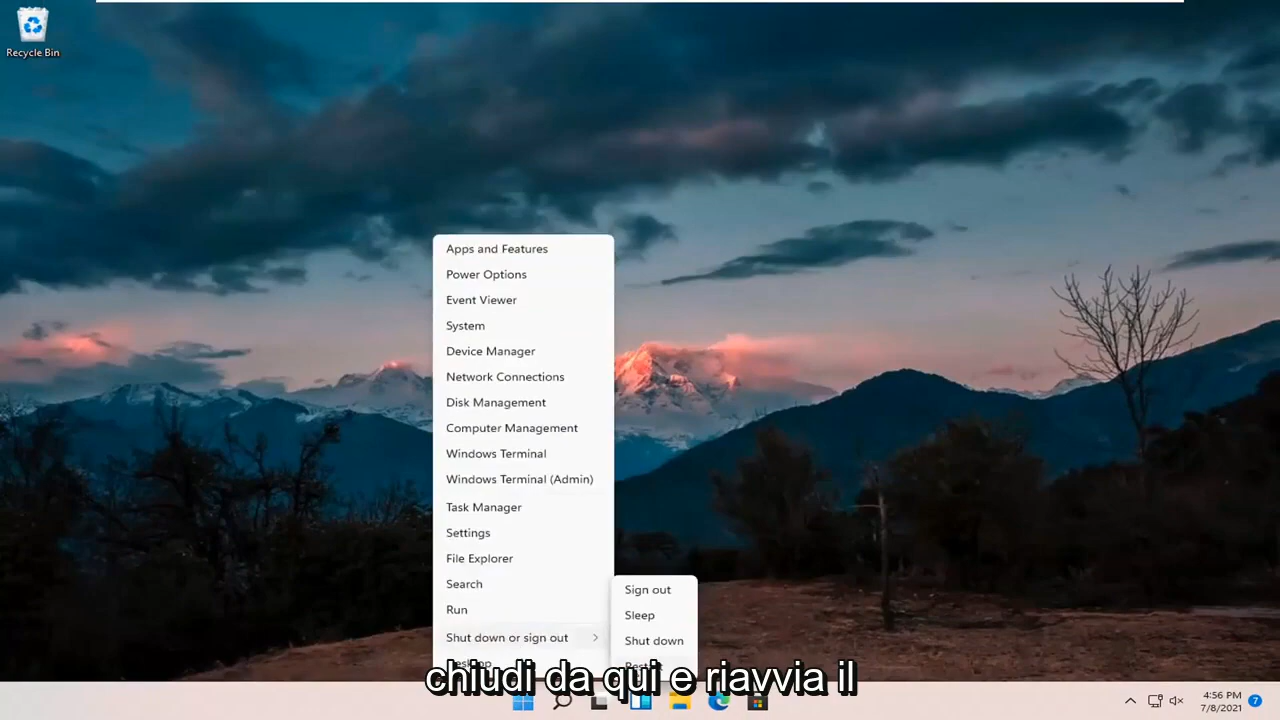 Recycle Bin
Apps and Features
Power Options
Event Viewer
System
Device Manager
Network Connections
Disk Management
Computer Management
Windows Terminal
Windows Terminal (Admin)
Task Manager
Settings
File Explorer
Search
Run
Shut down or sign out
Desktop
Sign out
Sleep
Shut down
Restart
chiudi da qui e riavvia il
4:56 PM
7/8/2021
7